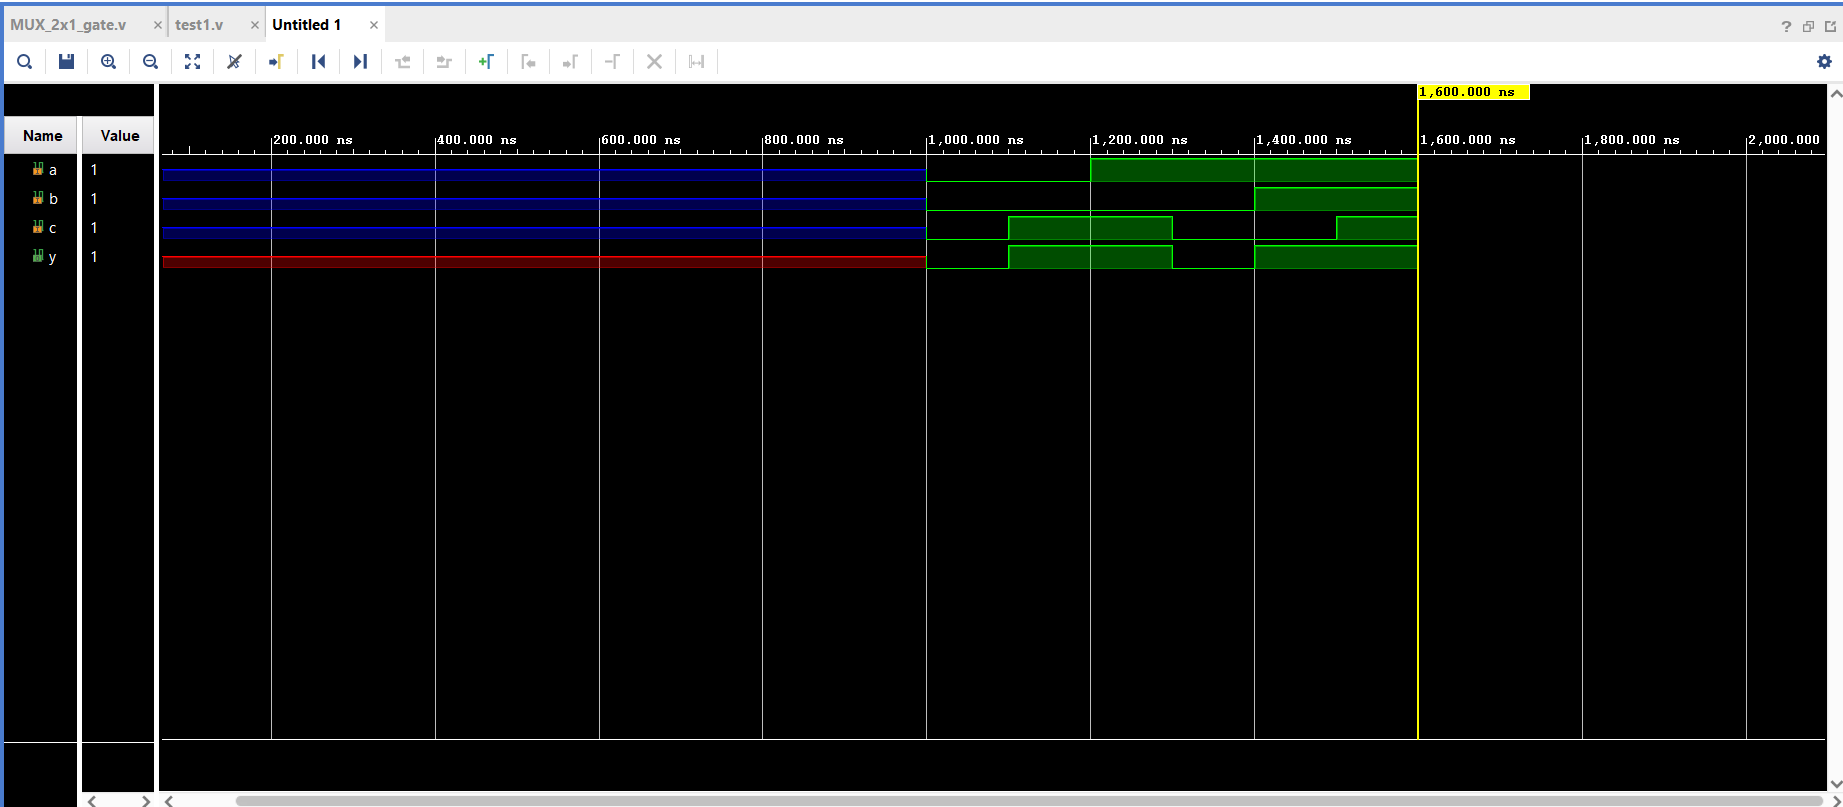 MUX_2x1_gate.v × test1.v × Untitled 1 ×
?
1,600.000 ns
Name Value
200.000 ns 400.000 ns 600.000 ns 800.000 ns 1,000.000 ns 1,200.000 ns 1,400.000 ns 1,600.000 ns 1,800.000 ns 2,000.000
a 1
b 1
c 1
y 1